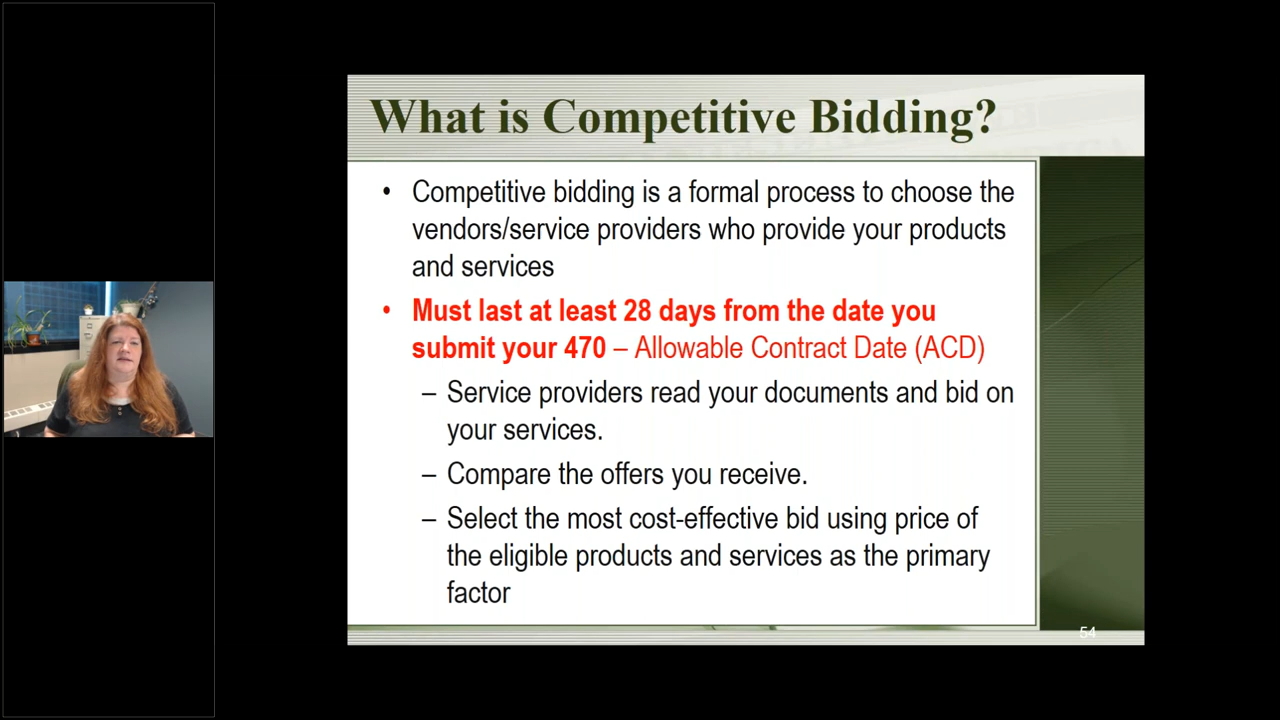 What is Competitive Bidding?
• Competitive bidding is a formal process to choose the
vendors/service providers who provide your products
and services
• Must last at least 28 days from the date you
submit your 470 – Allowable Contract Date (ACD)
– Service providers read your documents and bid on
your services.
– Compare the offers you receive.
– Select the most cost-effective bid using price of
the eligible products and services as the primary
factor
54